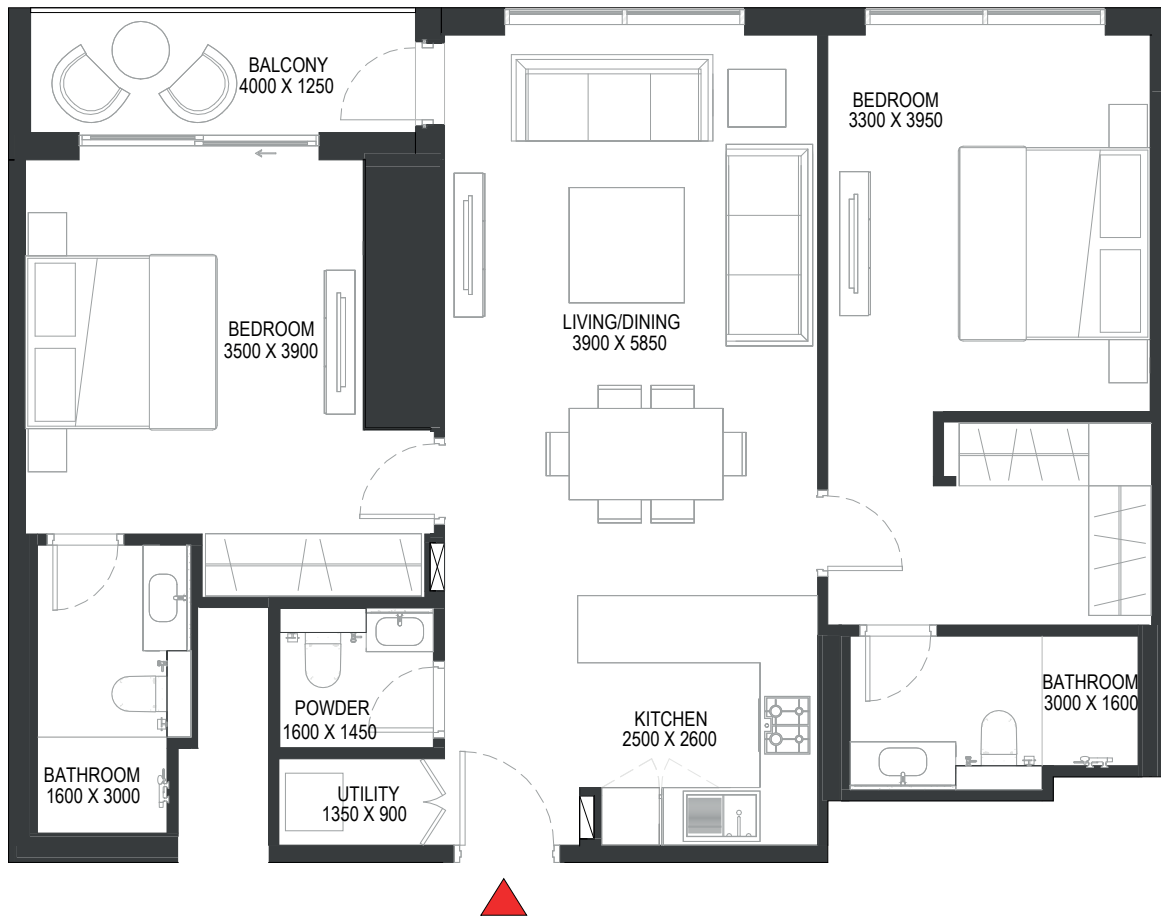 BALCONY
4000 X 1250
BEDROOM
3300 X 3950
BEDROOM
3500 X 3900
LIVING/DINING
3900 X 5850
POWDER
1600 X 1450
KITCHEN
2500 X 2600
BATHROOM
3000 X 1600
BATHROOM
1600 X 3000
UTILITY
1350 X 900